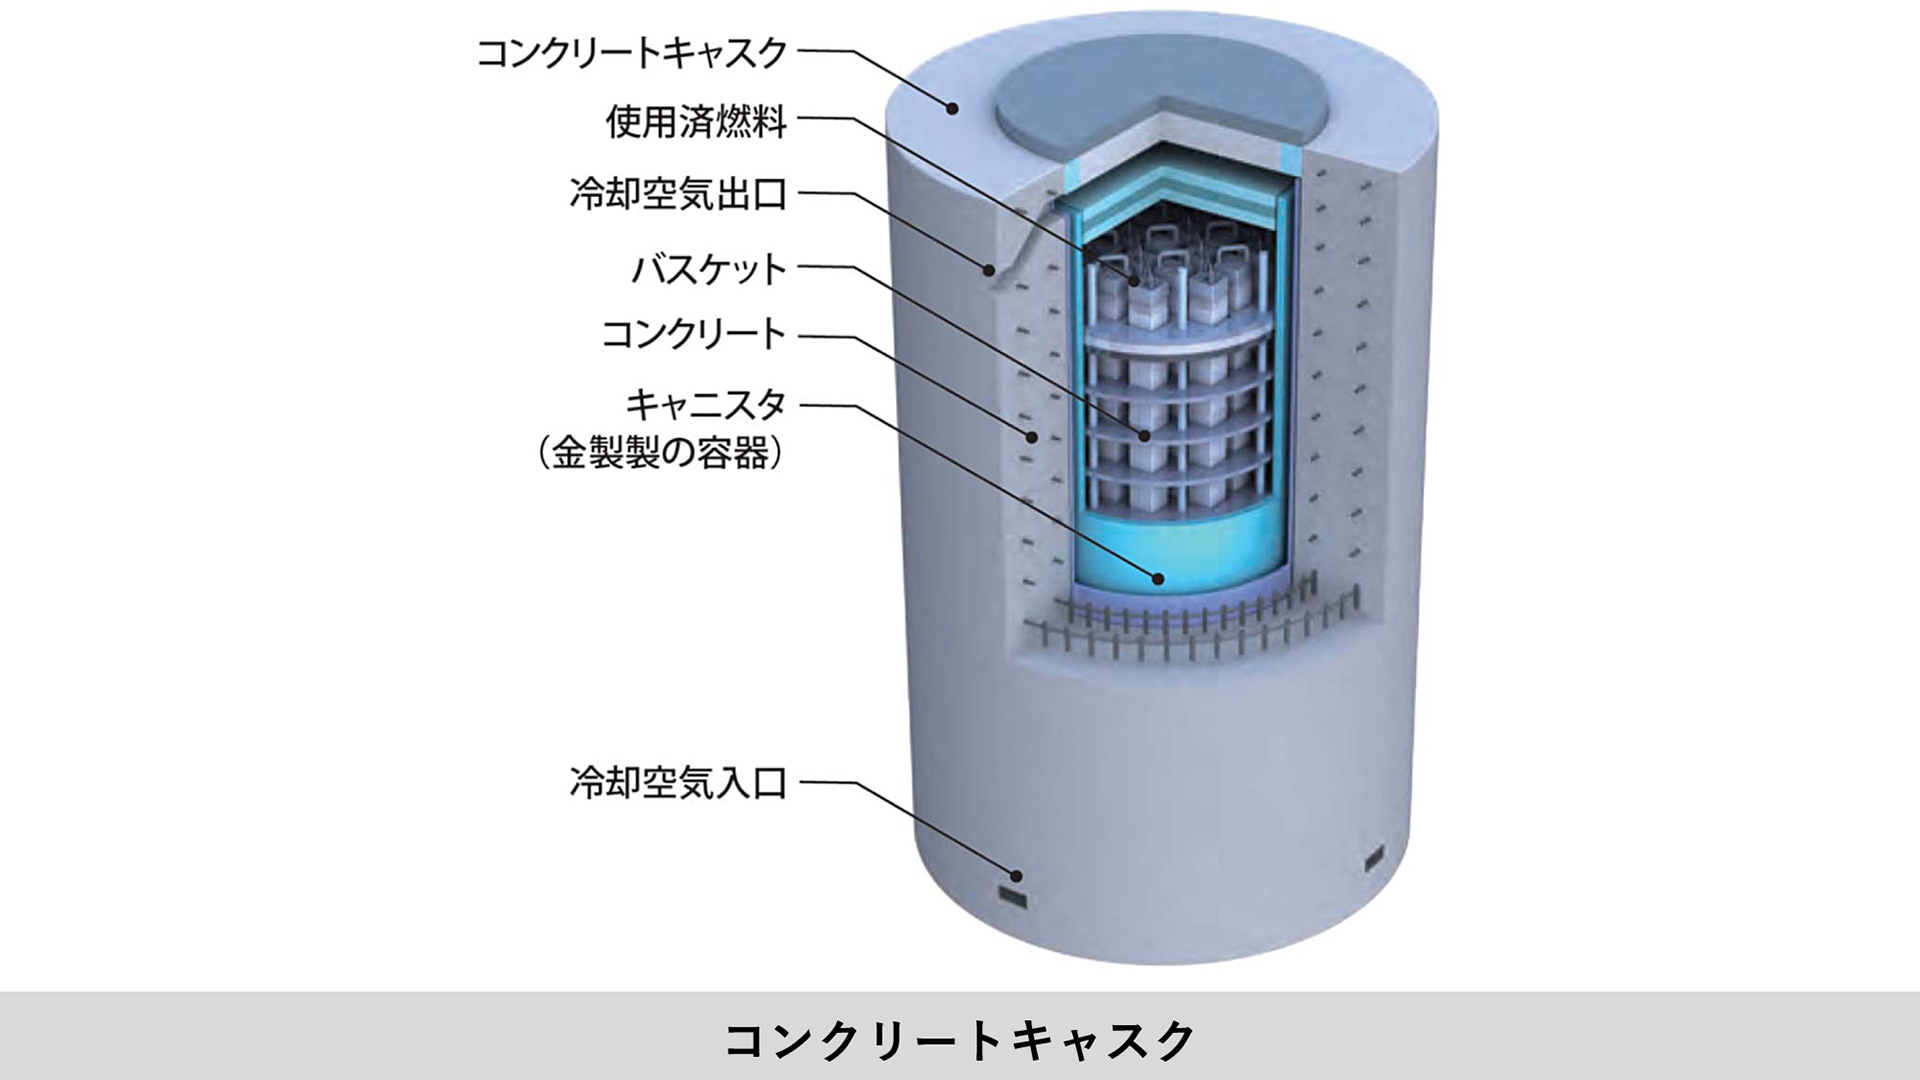 コンクリートキャスク
使用済燃料
冷却空気出口
バスケット
コンクリート
キャニスタ
（金製製の容器）
冷却空気入口
コンクリートキャスク